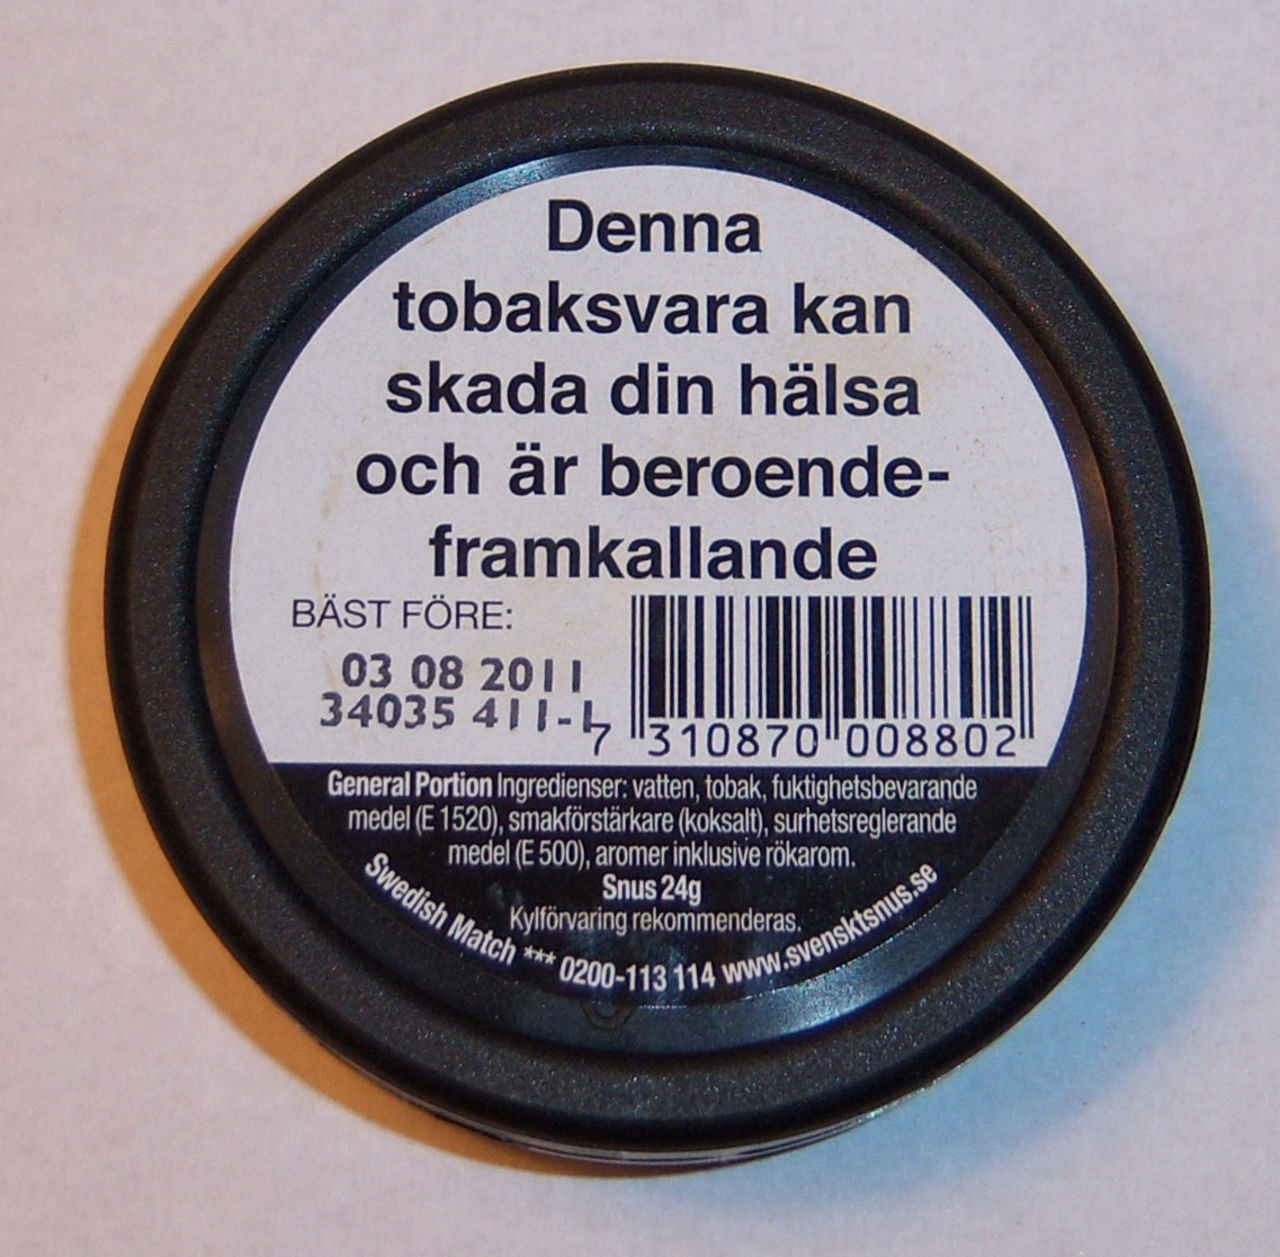 Denna
tobaksvara kan
skada din hälsa
och är beroende-
framkallande
BÄST FÖRE:
03 08 2011
34035 411-L
7 310870 008802
General Portion Ingredienser: vatten, tobak, fuktighetsbevarande
medel (E 1520), smakförstärkare (koksalt), surhetsreglerande
medel (E 500), aromer inklusive rökarom.
Snus 24g
Kylförvaring rekommenderas.
Swedish Match *** 0200-113 114 www.svensktsnus.se